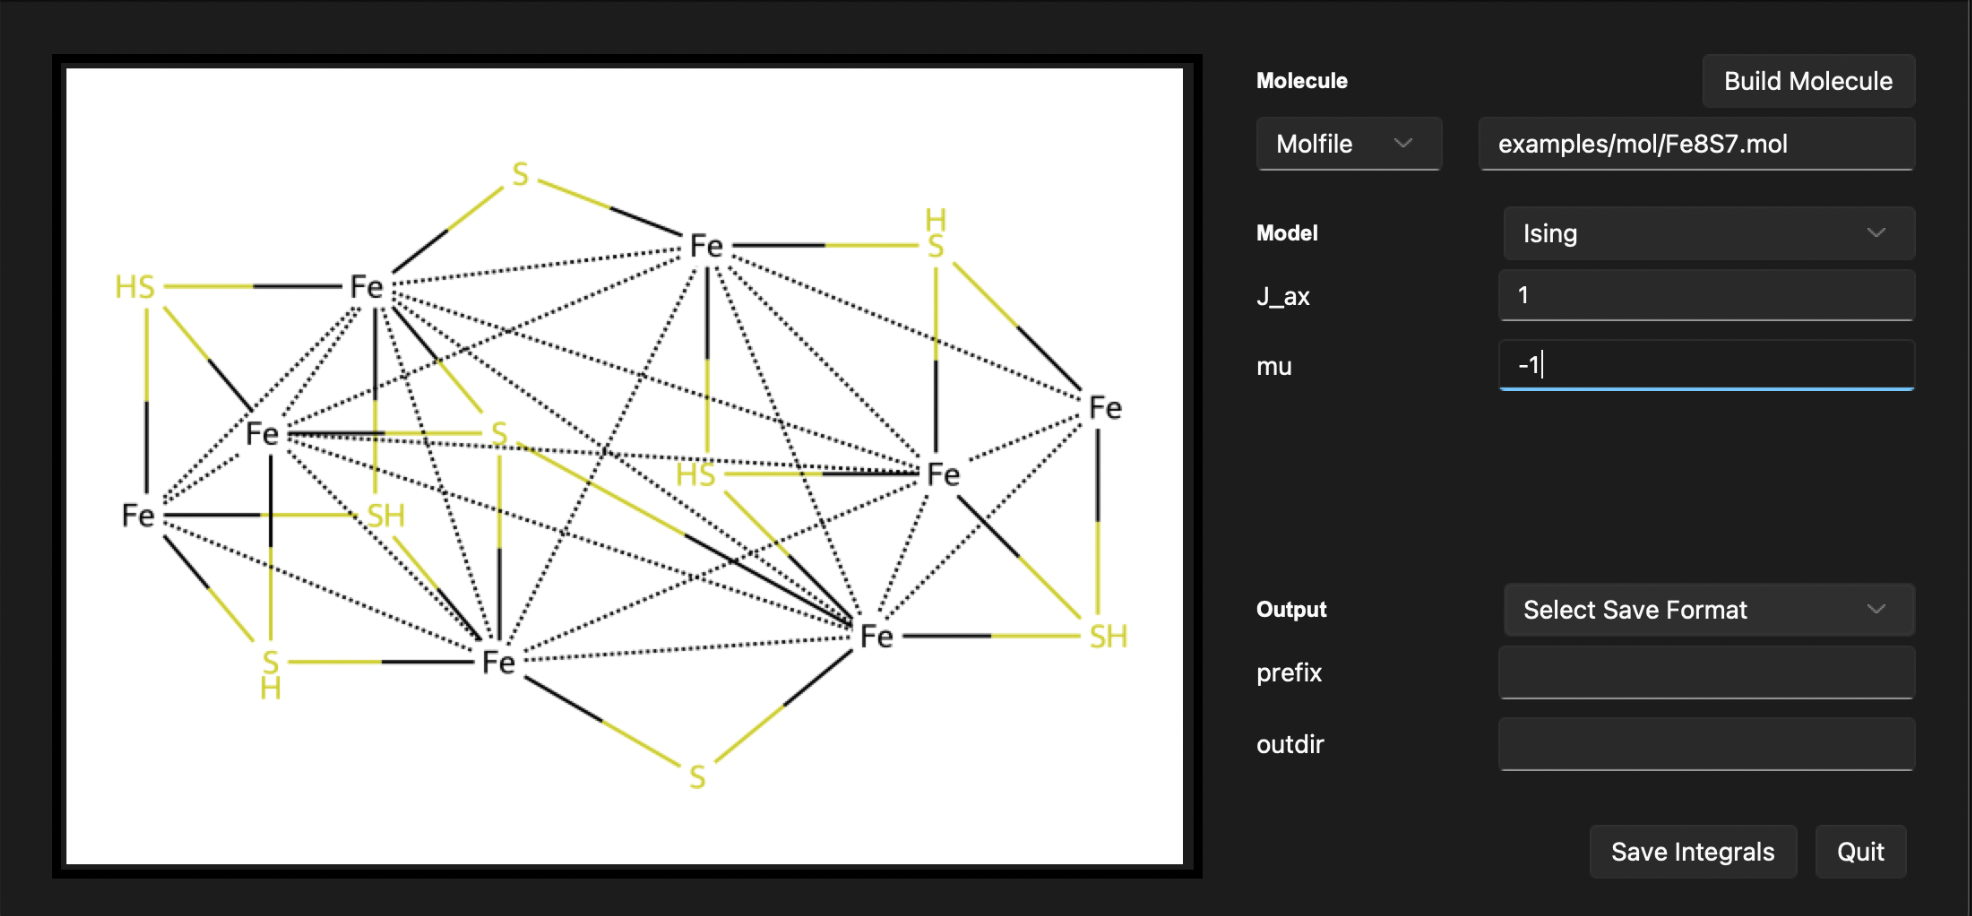 S
H
Fe
S
HS
Fe
Fe
Fe
S
HS
Fe
Fe
SH
Fe
SH
S
H
Fe
S
Molecule
Build Molecule
Molfile
examples/mol/Fe8S7.mol
Model
Ising
J_ax
1
mu
-1
Output
Select Save Format
prefix
outdir
Save Integrals
Quit